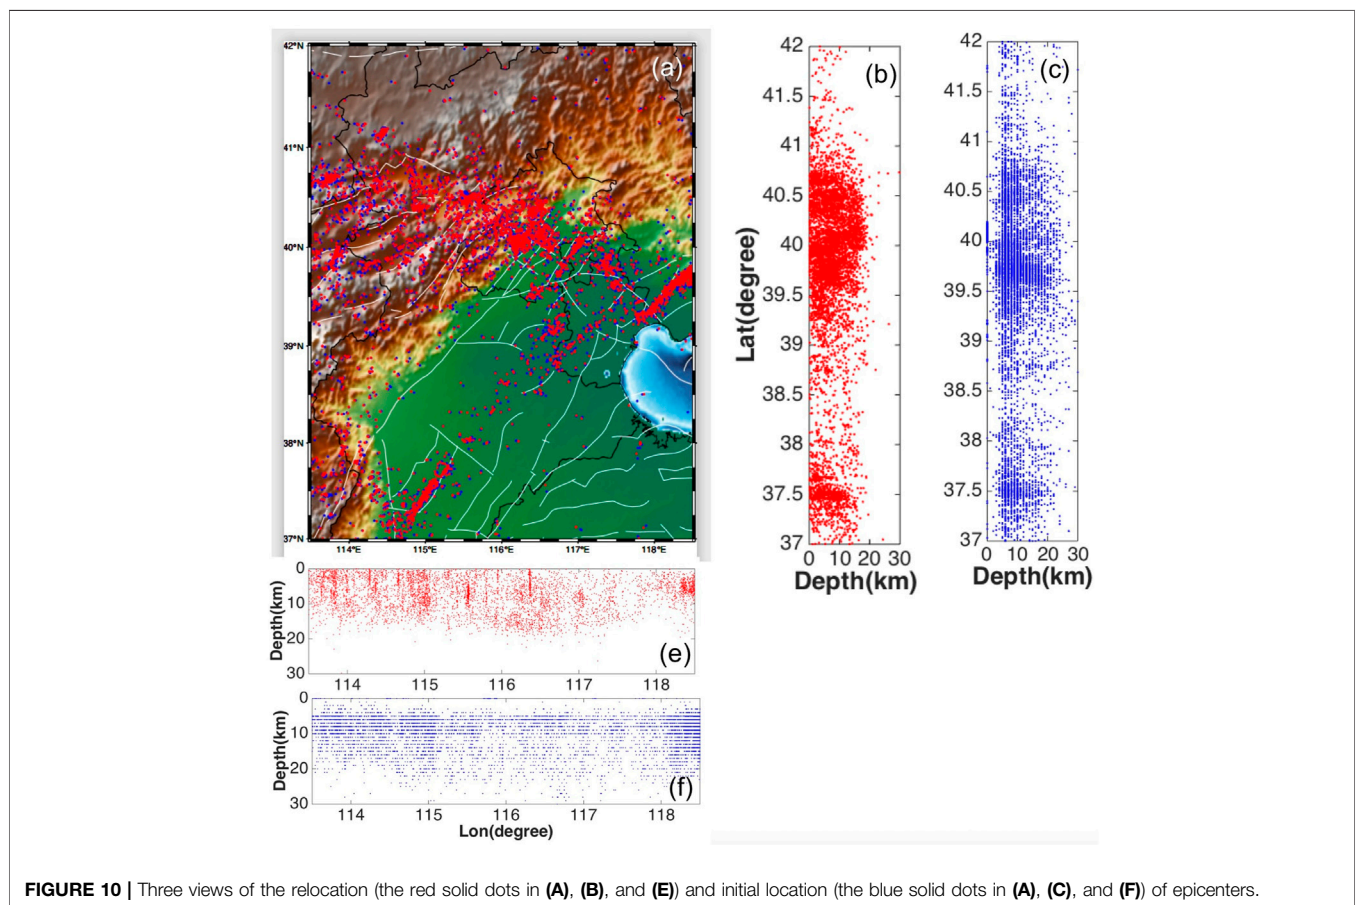 42°N
41°N
40°N
39°N
38°N
37°N
114°E 115°E 116°E 117°E 118°E
(a)
42
41.5
41
40.5
40
39.5
39
38.5
38
37.5
37
Lat(degree)
0 10 20 30
Depth(km)
(b)
42
41.5
41
40.5
40
39.5
39
38.5
38
37.5
37
0 10 20 30
Depth(km)
(c)
0
10
20
30
Depth(km)
114 115 116 117 118
(e)
0
10
20
30
Depth(km)
114 115 116 117 118
Lon(degree)
(f)
FIGURE 10 | Three views of the relocation (the red solid dots in (A), (B), and (E)) and initial location (the blue solid dots in (A), (C), and (F)) of epicenters.